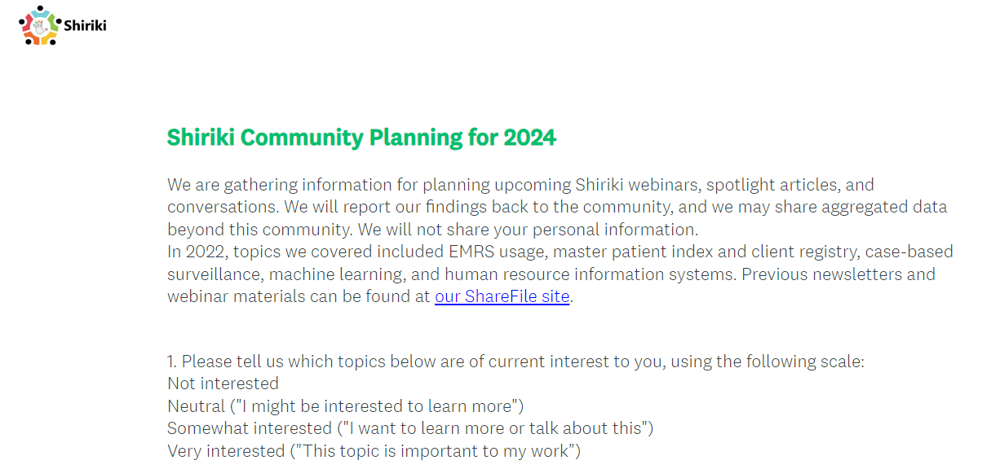 Shiriki
Shiriki Community Planning for 2024
We are gathering information for planning upcoming Shiriki webinars, spotlight articles, and
conversations. We will report our findings back to the community, and we may share aggregated data
beyond this community. We will not share your personal information.
In 2022, topics we covered included EMRS usage, master patient index and client registry, case-based
surveillance, machine learning, and human resource information systems. Previous newsletters and
webinar materials can be found at our ShareFile site.
1. Please tell us which topics below are of current interest to you, using the following scale:
Not interested
Neutral ("I might be interested to learn more")
Somewhat interested ("I want to learn more or talk about this")
Very interested ("This topic is important to my work")